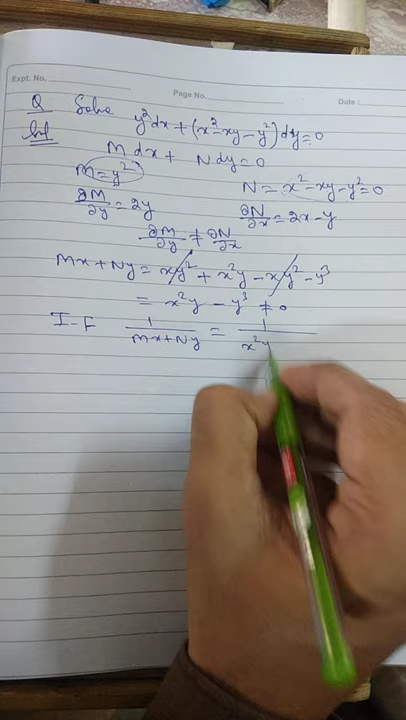 Expt. No.
Page No.
Date :
Q Solve y²dx + (x² - xy - y²)dy = 0
Sol
M dx + N dy = 0
M = y²
N = x² - xy - y² = 0
∂M/∂y = 2y
∂N/∂x = 2x - y
∂M/∂y ≠ ∂N/∂x
Mx + Ny = xy² + x²y - xy² - y³
= x²y - y³ ≠ 0
I-F 1/(Mx+Ny) = 1/(x²y